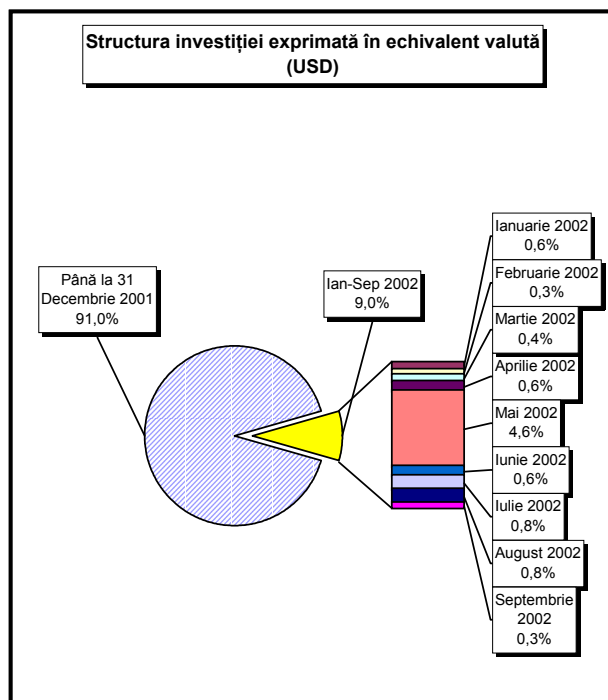 Structura investiției exprimată în echivalent valută
(USD)
Până la 31
Decembrie 2001
91,0%
Ian-Sep 2002
9,0%
Ianuarie 2002
0,6%
Februarie 2002
0,3%
Martie 2002
0,4%
Aprilie 2002
0,6%
Mai 2002
4,6%
Iunie 2002
0,6%
Iulie 2002
0,8%
August 2002
0,8%
Septembrie
2002
0,3%